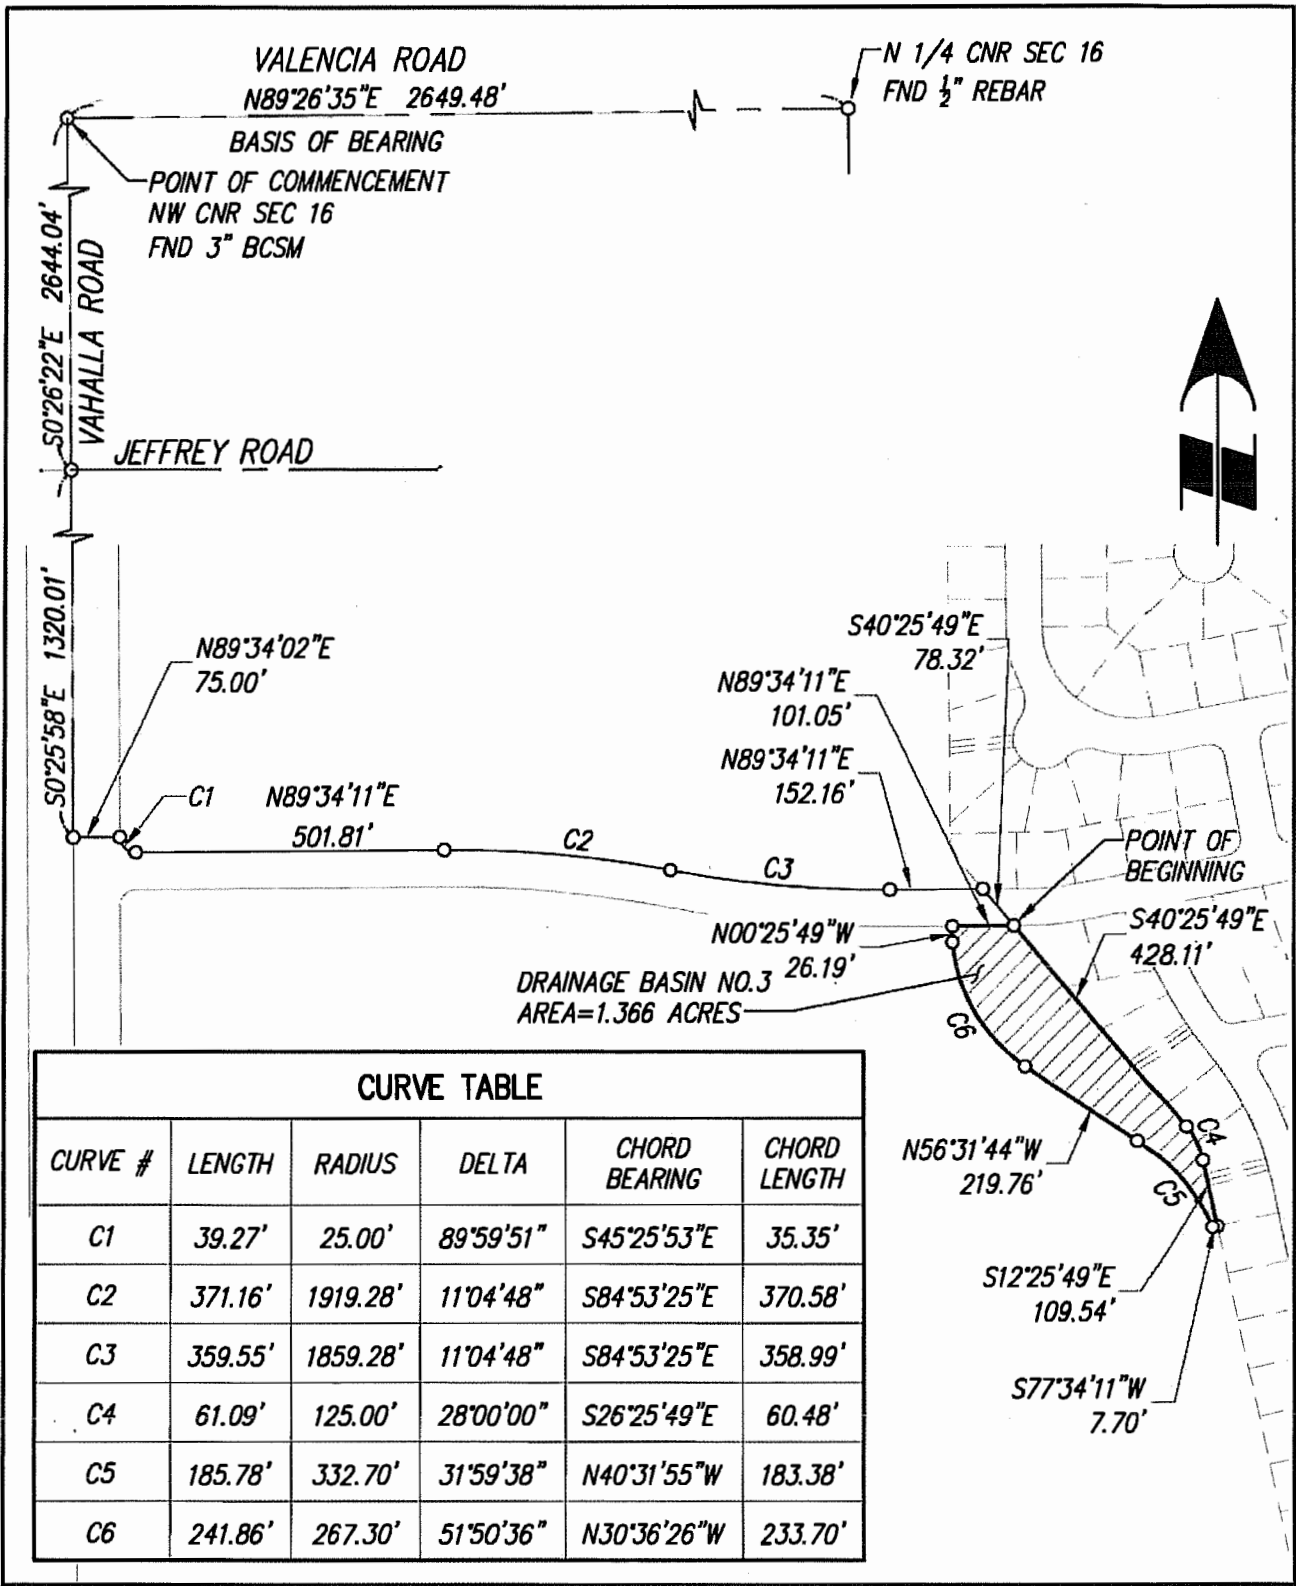 VALENCIA ROAD
N89°26'35"E 2649.48'
BASIS OF BEARING
N 1/4 CNR SEC 16
FND ½" REBAR
POINT OF COMMENCEMENT
NW CNR SEC 16
FND 3" BCSM
S0°26'22"E 2644.04'
VAHALLA ROAD
JEFFREY ROAD
S0°25'58"E 1320.01'
N89°34'02"E
75.00'
C1
N89°34'11"E
501.81'
C2
C3
S40°25'49"E
78.32'
N89°34'11"E
101.05'
N89°34'11"E
152.16'
POINT OF
BEGINNING
N00°25'49"W
26.19'
S40°25'49"E
428.11'
DRAINAGE BASIN NO.3
AREA=1.366 ACRES
C6
C4
N56°31'44"W
219.76'
C5
S12°25'49"E
109.54'
S77°34'11"W
7.70'
CURVE TABLE
CURVE # LENGTH RADIUS DELTA CHORD BEARING CHORD LENGTH
C1 39.27' 25.00' 89°59'51" S45°25'53"E 35.35'
C2 371.16' 1919.28' 11°04'48" S84°53'25"E 370.58'
C3 359.55' 1859.28' 11°04'48" S84°53'25"E 358.99'
C4 61.09' 125.00' 28°00'00" S26°25'49"E 60.48'
C5 185.78' 332.70' 31°59'38" N40°31'55"W 183.38'
C6 241.86' 267.30' 51°50'36" N30°36'26"W 233.70'